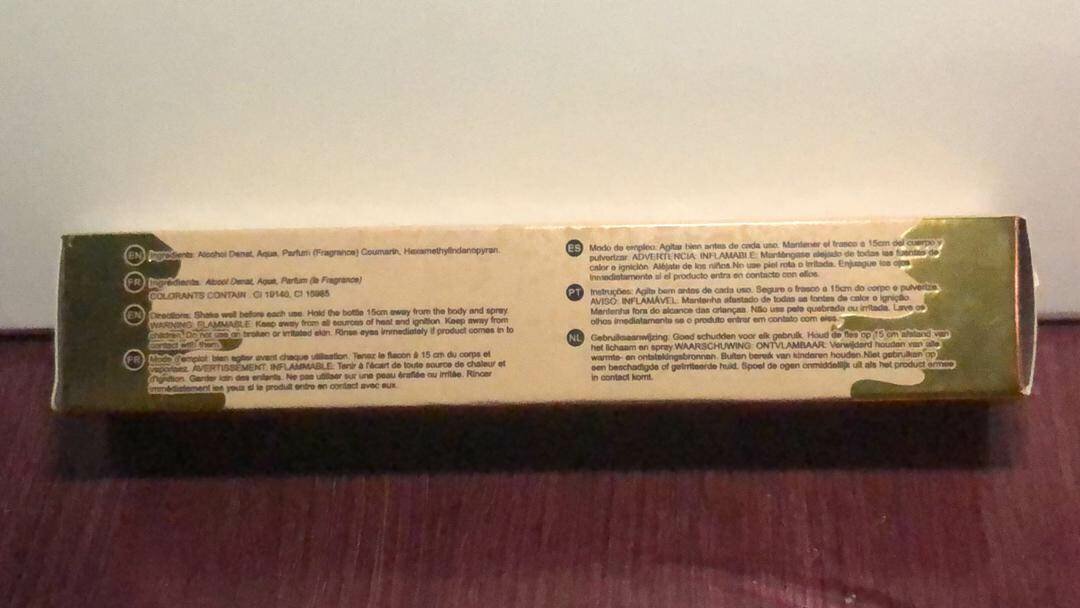 EN Ingredients: Alcohol Denat, Aqua, Parfum (Fragrance) Coumarin, Hexamethylindanopyran.
FR Ingrédients: Alcool Denat, Aqua, Parfum (la Fragrance)
COLORANTS CONTAIN : CI 19140, CI 15985
EN Directions: Shake well before each use. Hold the bottle 15cm away from the body and spray
WARNING: FLAMMABLE: Keep away from all sources of heat and ignition. Keep away from
children Do not use on broken or irritated skin. Rinse eyes immediately if product comes in to
contact with them.
FR Mode d'emploi: bien agiter avant chaque utilisation. Tenez le flacon à 15 cm du corps et
vaporisez. AVERTISSEMENT. INFLAMMABLE: Tenir à l'écart de toute source de chaleur et
d'ignition. Garder loin des enfants. Ne pas utiliser sur une peau éraflée ou irritée. Rincer
immédiatement les yeux si le produit entre en contact avec eux.
ES Modo de empleo: Agitar bien antes de cada uso. Mantener el frasco a 15cm del cuerpo y
pulverizar. ADVERTENCIA: INFLAMABLE: Manténgase alejado de todas las fuentes de
calor e ignición. Aléjate de los niños. No use piel rota o irritada. Enjuague los ojos
inmediatamente si el producto entra en contacto con ellos.
PT Instruções: Agite bem antes de cada uso. Segure o frasco a 15cm do corpo e pulverize.
AVISO: INFLAMÁVEL: Mantenha afastado de todas as fontes de calor e ignição.
Mantenha fora do alcance das crianças. Não use pele quebrada ou irritada. Lave os
olhos imediatamente se o produto entrar em contato com eles.
NL Gebruiksaanwijzing: Goed schudden voor elk gebruik. Houd de fles op 15 cm afstand van
het lichaam en spray WAARSCHUWING: ONTVLAMBAAR: Verwijderd houden van alle
warmte- en ontstekingsbronnen. Buiten bereik van kinderen houden.Niet gebruiken op
een beschadigde of geïrriteerde huid. Spoel de ogen onmiddellijk uit als het product ermee
in contact komt.